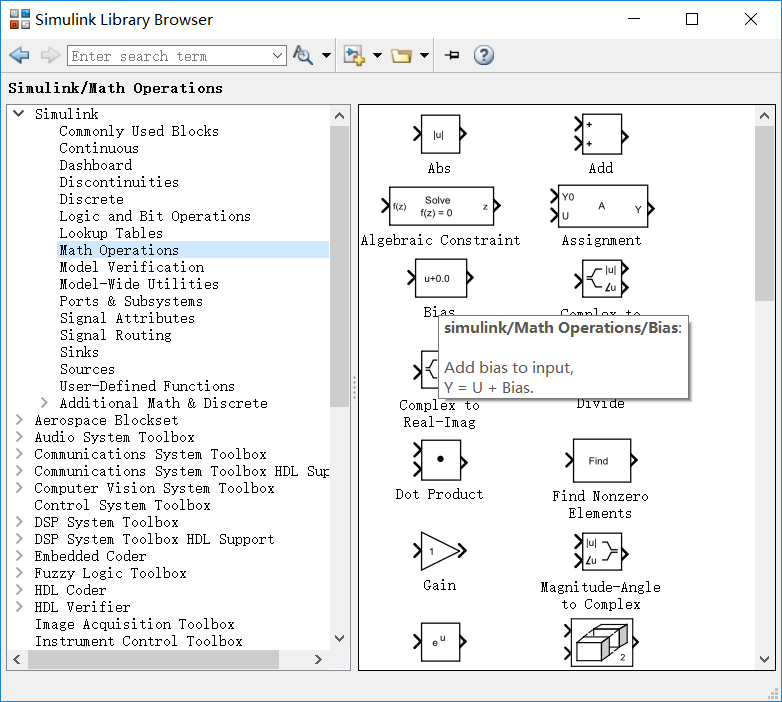 Simulink Library Browser
Enter search term
Simulink/Math Operations
Simulink
Commonly Used Blocks
Continuous
Dashboard
Discontinuities
Discrete
Logic and Bit Operations
Lookup Tables
Math Operations
Model Verification
Model-Wide Utilities
Ports & Subsystems
Signal Attributes
Signal Routing
Sinks
Sources
User-Defined Functions
Additional Math & Discrete
Aerospace Blockset
Audio System Toolbox
Communications System Toolbox
Communications System Toolbox HDL Sup
Computer Vision System Toolbox
Control System Toolbox
DSP System Toolbox
DSP System Toolbox HDL Support
Embedded Coder
Fuzzy Logic Toolbox
HDL Coder
HDL Verifier
Image Acquisition Toolbox
Instrument Control Toolbox
|u|
+
+
Abs
Add
f(z)
Solve
f(z) = 0
z
Y0
U
A
Y
Algebraic Constraint
Assignment
u+0.0
|u|
∠u
Bias
Complex to
simulink/Math Operations/Bias:
Add bias to input,
Y = U + Bias.
Complex to
Real-Imag
Divide
Find
Dot Product
Find Nonzero
Elements
1
|u|
∠u
Gain
Magnitude-Angle
to Complex
e^u
2